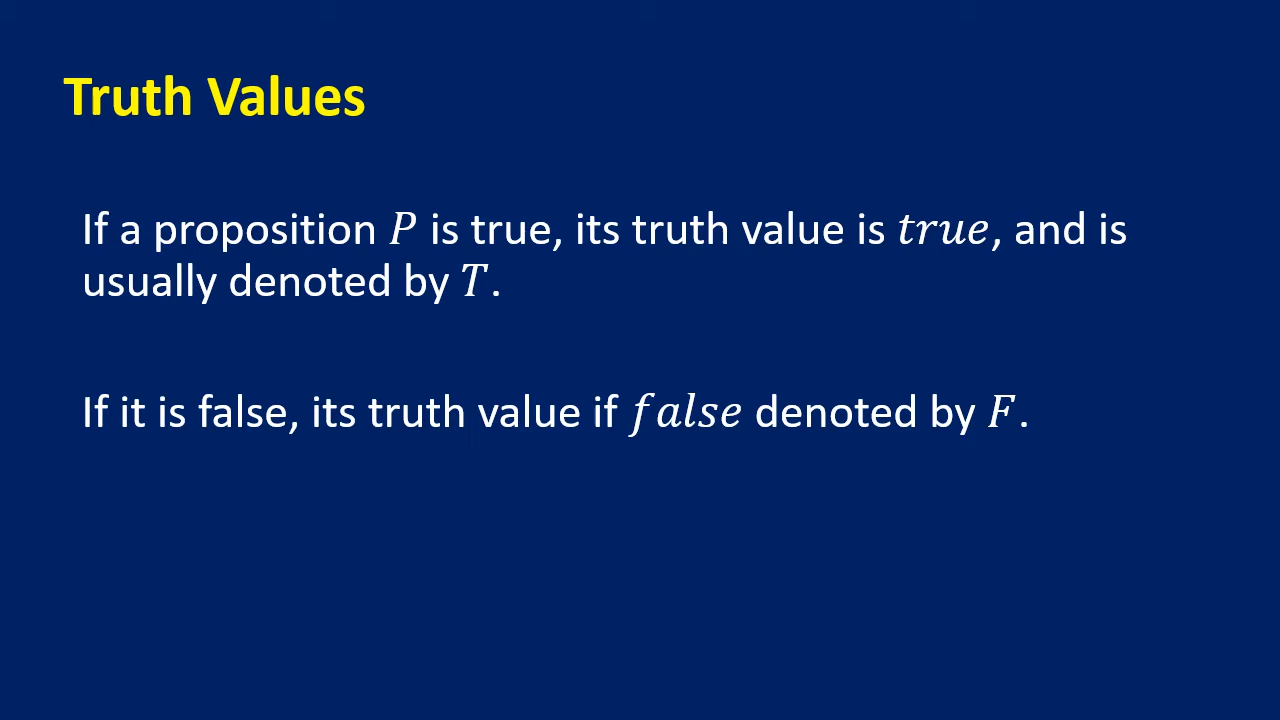 Truth Values
If a proposition P is true, its truth value is true, and is
usually denoted by T.
If it is false, its truth value if false denoted by F.